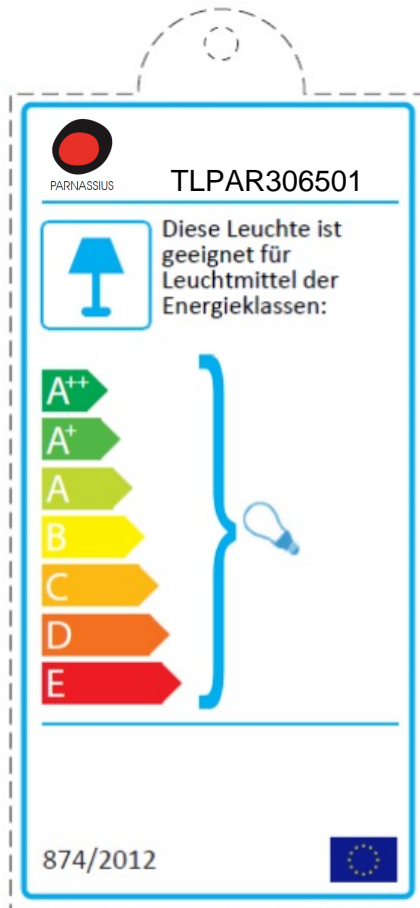 PARNASSIUS
TLPAR306501
Diese Leuchte ist
geeignet für
Leuchtmittel der
Energieklassen:
A++
A+
A
B
C
D
E
874/2012